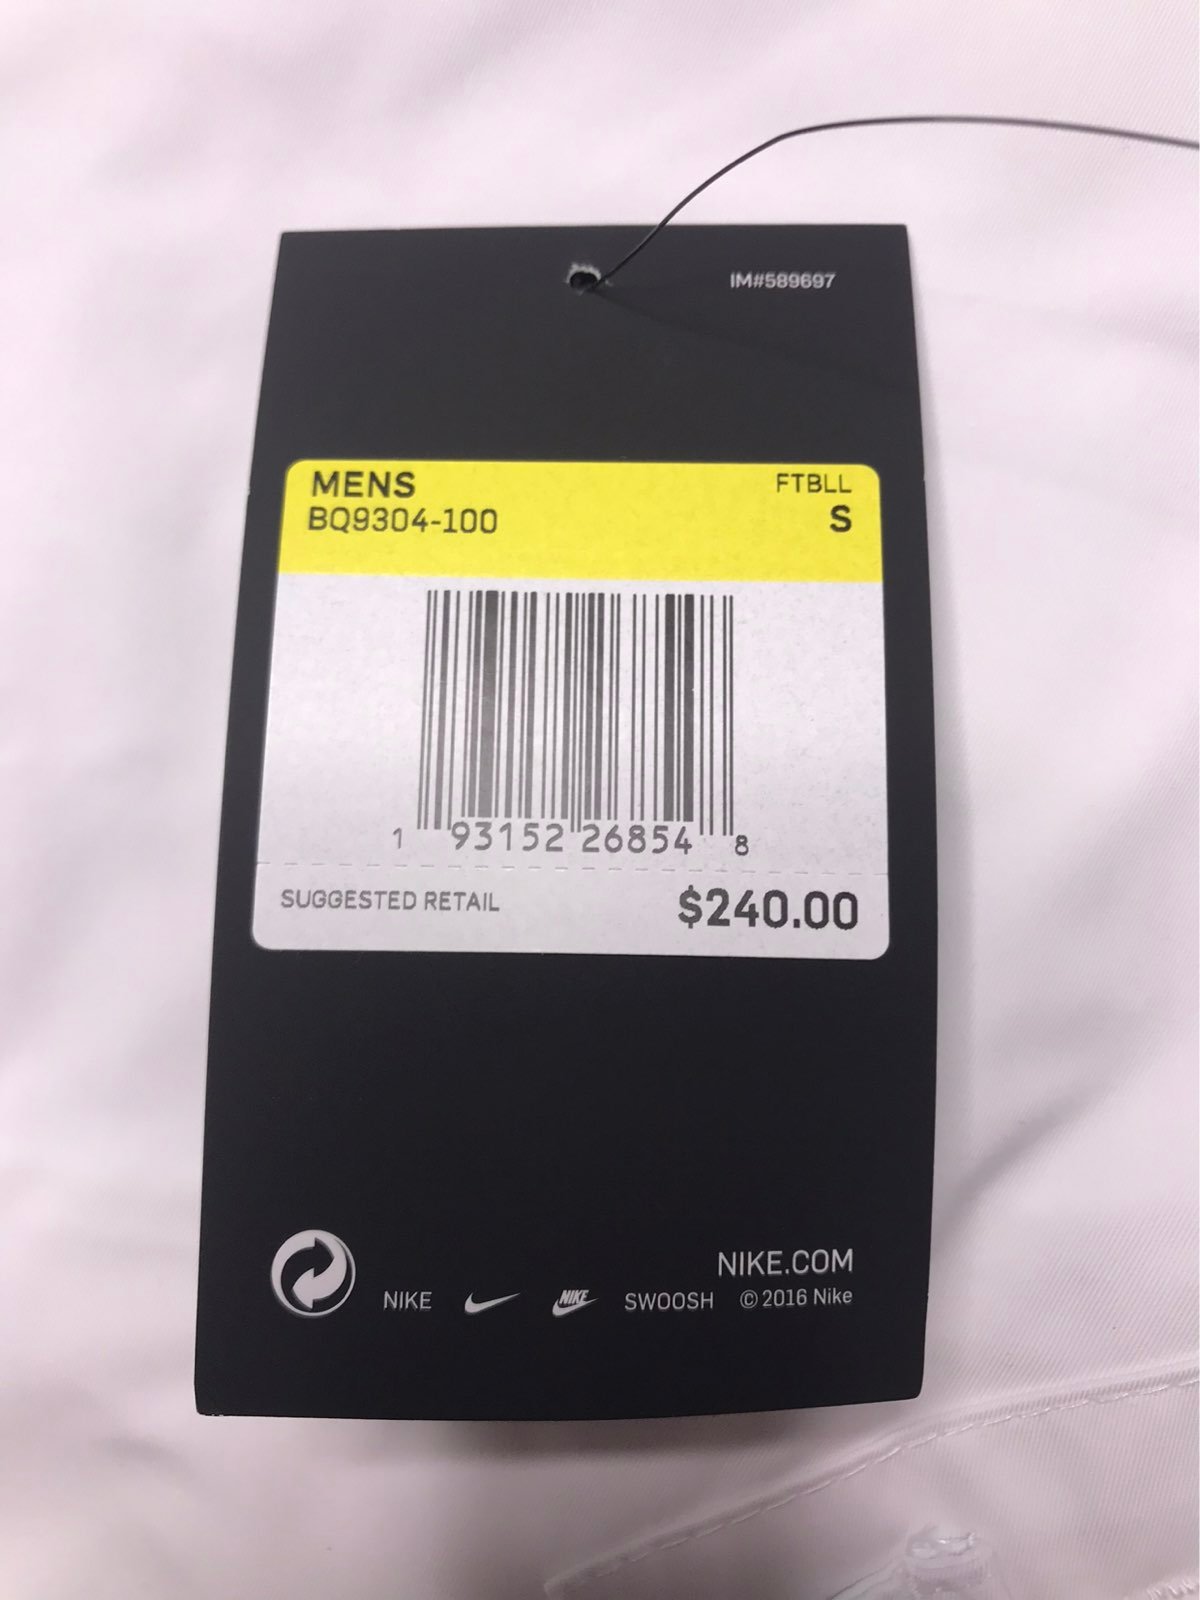 IM#589697
MENS FTBLL
BQ9304-100 S
1 93152 26854 8
SUGGESTED RETAIL $240.00
NIKE.COM
NIKE NIKE SWOOSH © 2016 Nike